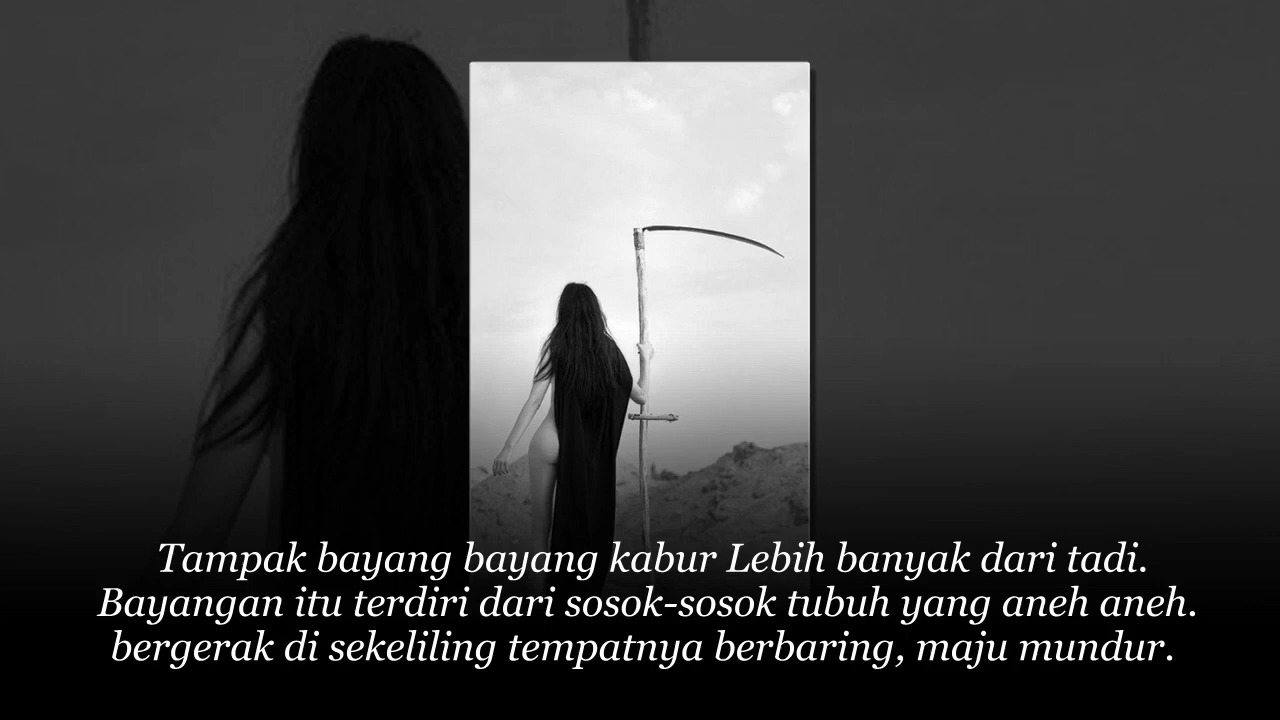 Tampak bayang bayang kabur Lebih banyak dari tadi.
Bayangan itu terdiri dari sosok-sosok tubuh yang aneh aneh.
bergerak di sekeliling tempatnya berbaring, maju mundur.